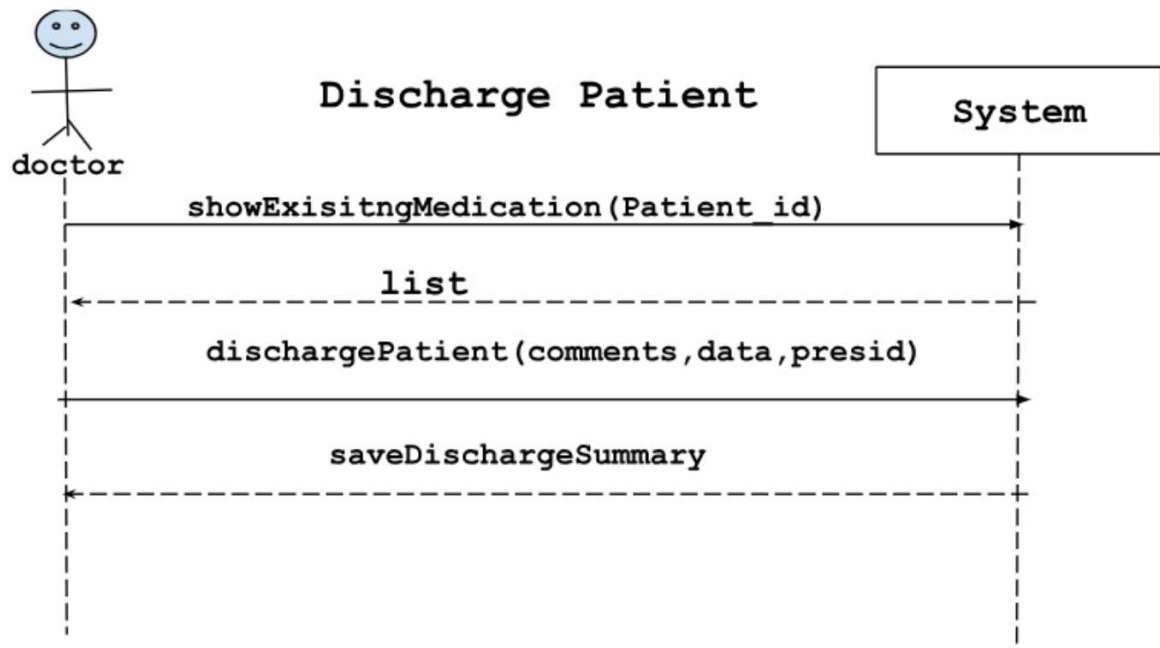 Discharge Patient
System
doctor
showExisitngMedication(Patient_id)
list
dischargePatient(comments,data,presid)
saveDischargeSummary